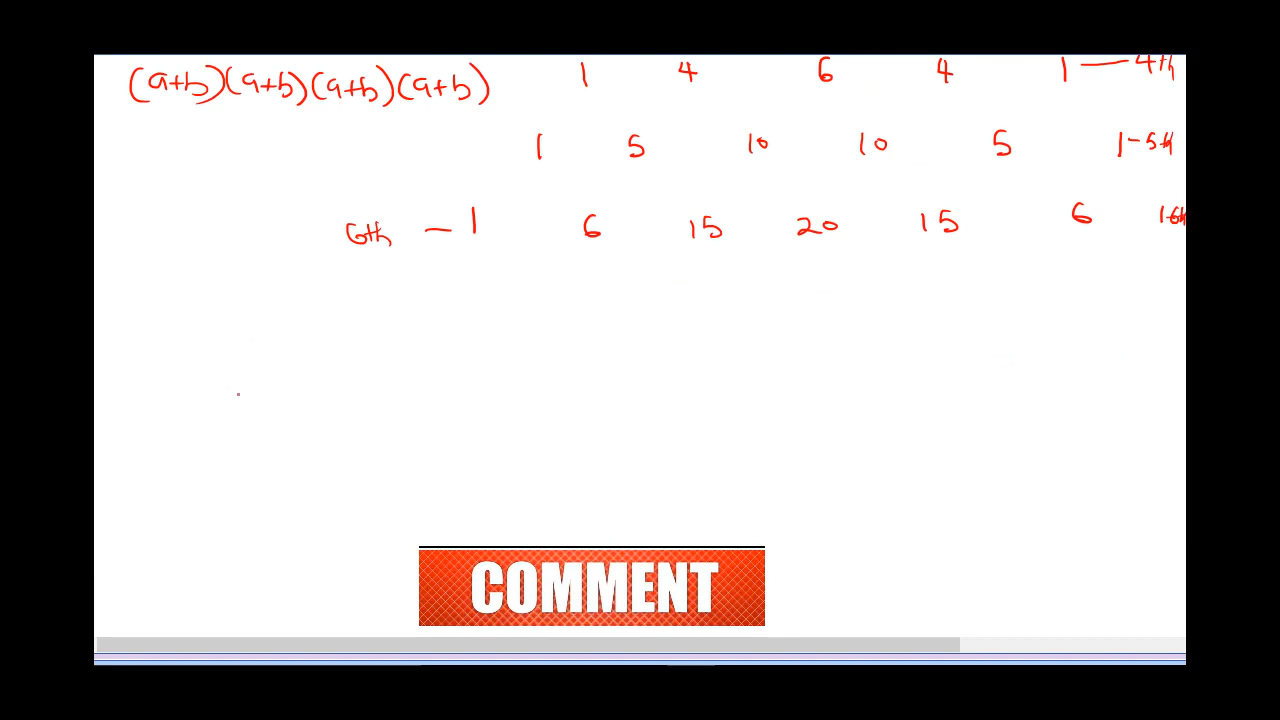 (a+b)(a+b)(a+b)(a+b) 1 4 6 4 1 — 4th
1 5 10 10 5 1 - 5th
6th — 1 6 15 20 15 6 1 6th
COMMENT